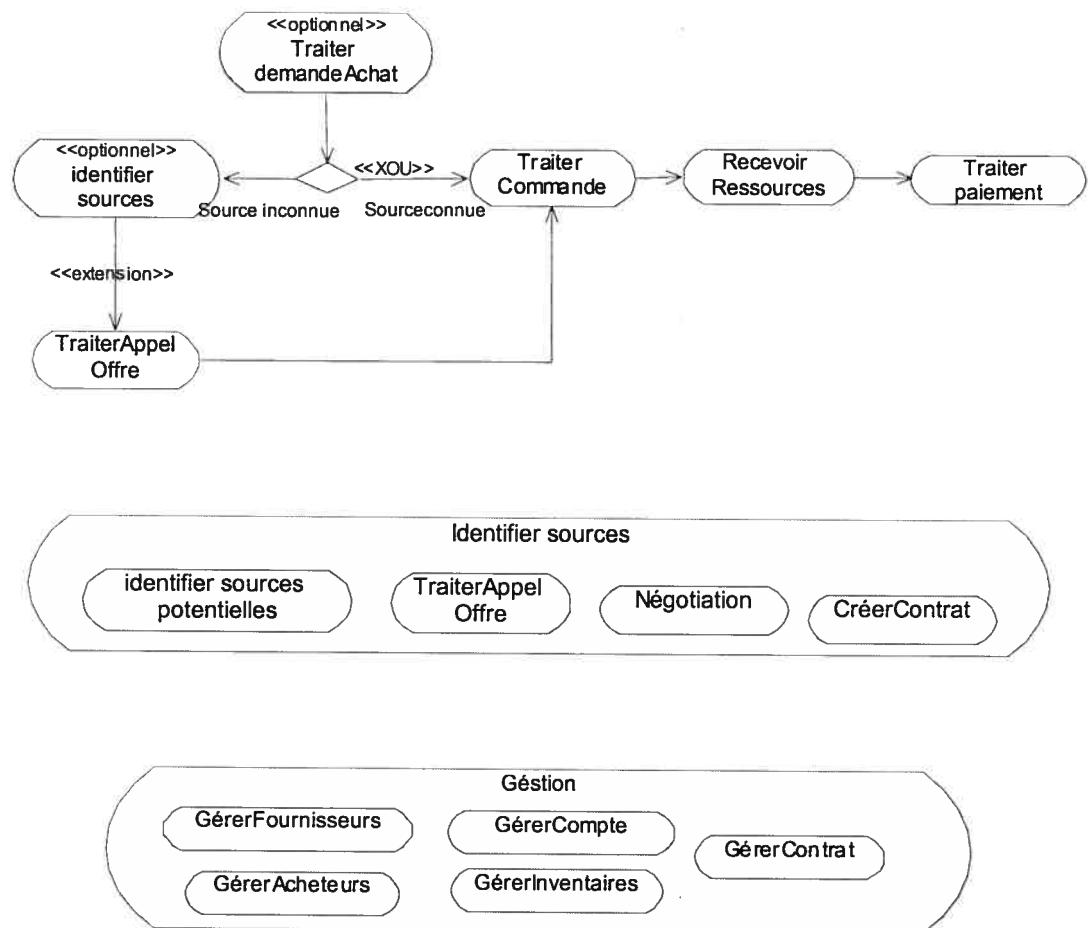 <<optionnel>>
Traiter
demandeAchat
<<optionnel>>
identifier
sources
<<XOU>>
Traiter
Commande
Recevoir
Ressources
Traiter
paiement
Source inconnue
Sourceconnue
<<extension>>
TraiterAppel
Offre
Identifier sources
identifier sources
potentielles
TraiterAppel
Offre
Négotiation
CréerContrat
Géstion
GérerFournisseurs
GérerCompte
GérerContrat
GérerAcheteurs
GérerInventaires